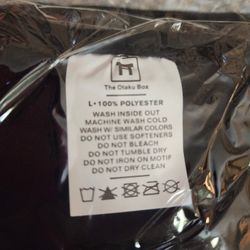 The Otaku Box
L • 100% POLYESTER
WASH INSIDE OUT
MACHINE WASH COLD
WASH W/ SIMILAR COLORS
DO NOT USE SOFTENERS
DO NOT BLEACH
DO NOT TUMBLE DRY
DO NOT IRON ON MOTIF
DO NOT DRY CLEAN